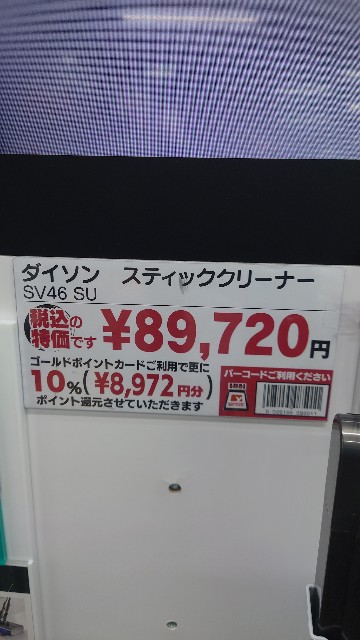 ダイソン スティッククリーナー
SV46 SU
税込の
特価です
¥89,720円
ゴールドポイントカードご利用で更に
10%(¥8,972円分)
ポイント還元させていただきます
バーコードご利用ください